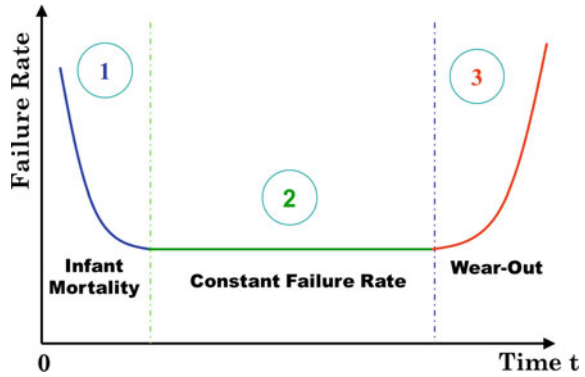 Failure Rate
1
2
3
Infant
Mortality
Constant Failure Rate
Wear-Out
0
Time t